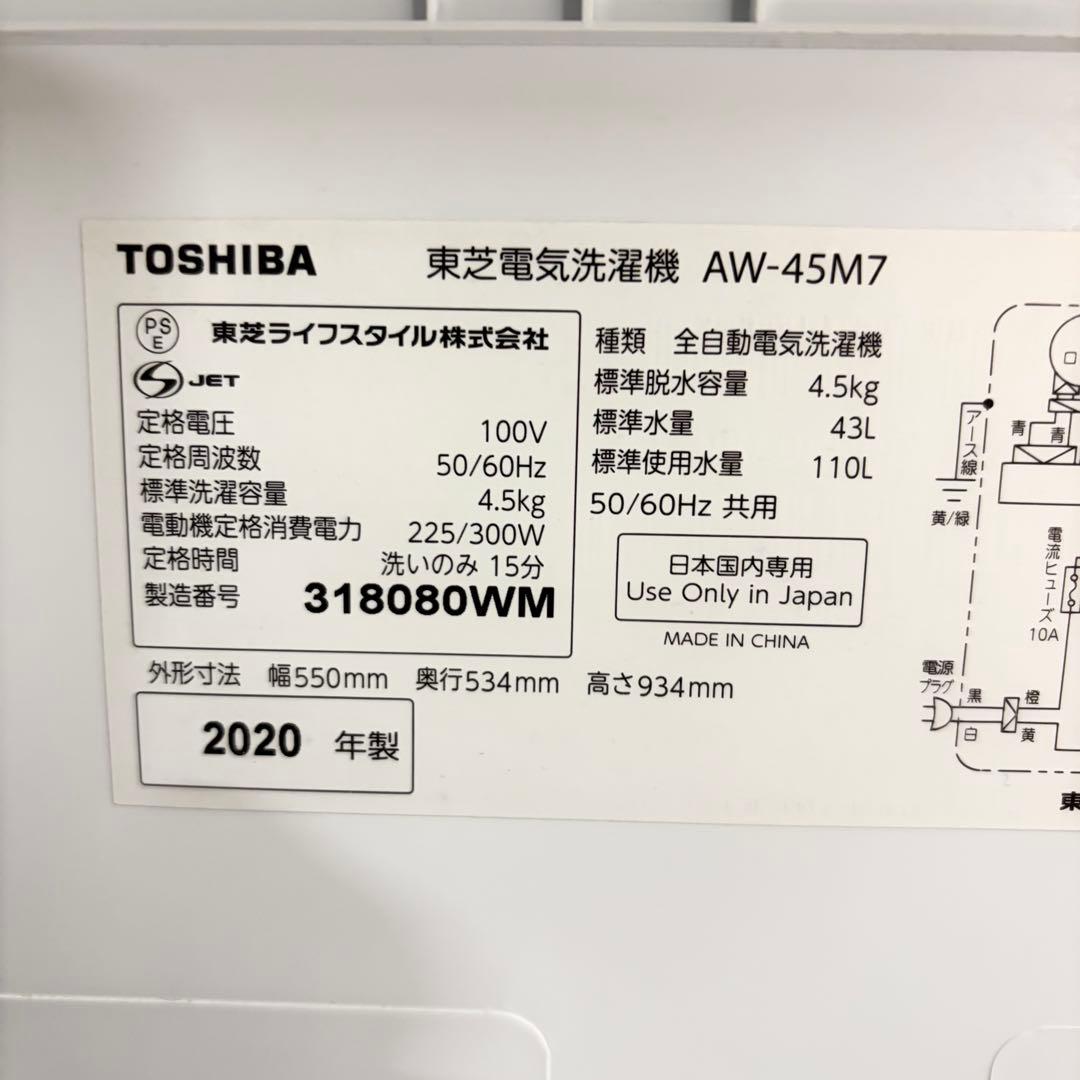 TOSHIBA 東芝電気洗濯機 AW-45M7
PSE 東芝ライフスタイル株式会社
S JET
定格電圧 100V
定格周波数 50/60Hz
標準洗濯容量 4.5kg
電動機定格消費電力 225/300W
定格時間 洗いのみ 15分
製造番号 318080WM
種類 全自動電気洗濯機
標準脱水容量 4.5kg
標準水量 43L
標準使用水量 110L
50/60Hz 共用
日本国内専用
Use Only in Japan
MADE IN CHINA
外形寸法 幅550mm 奥行534mm 高さ934mm
2020 年製
アース線
黄/緑
青 青
電流ヒューズ
10A
電源
プラグ
黒 橙
白 黄
東